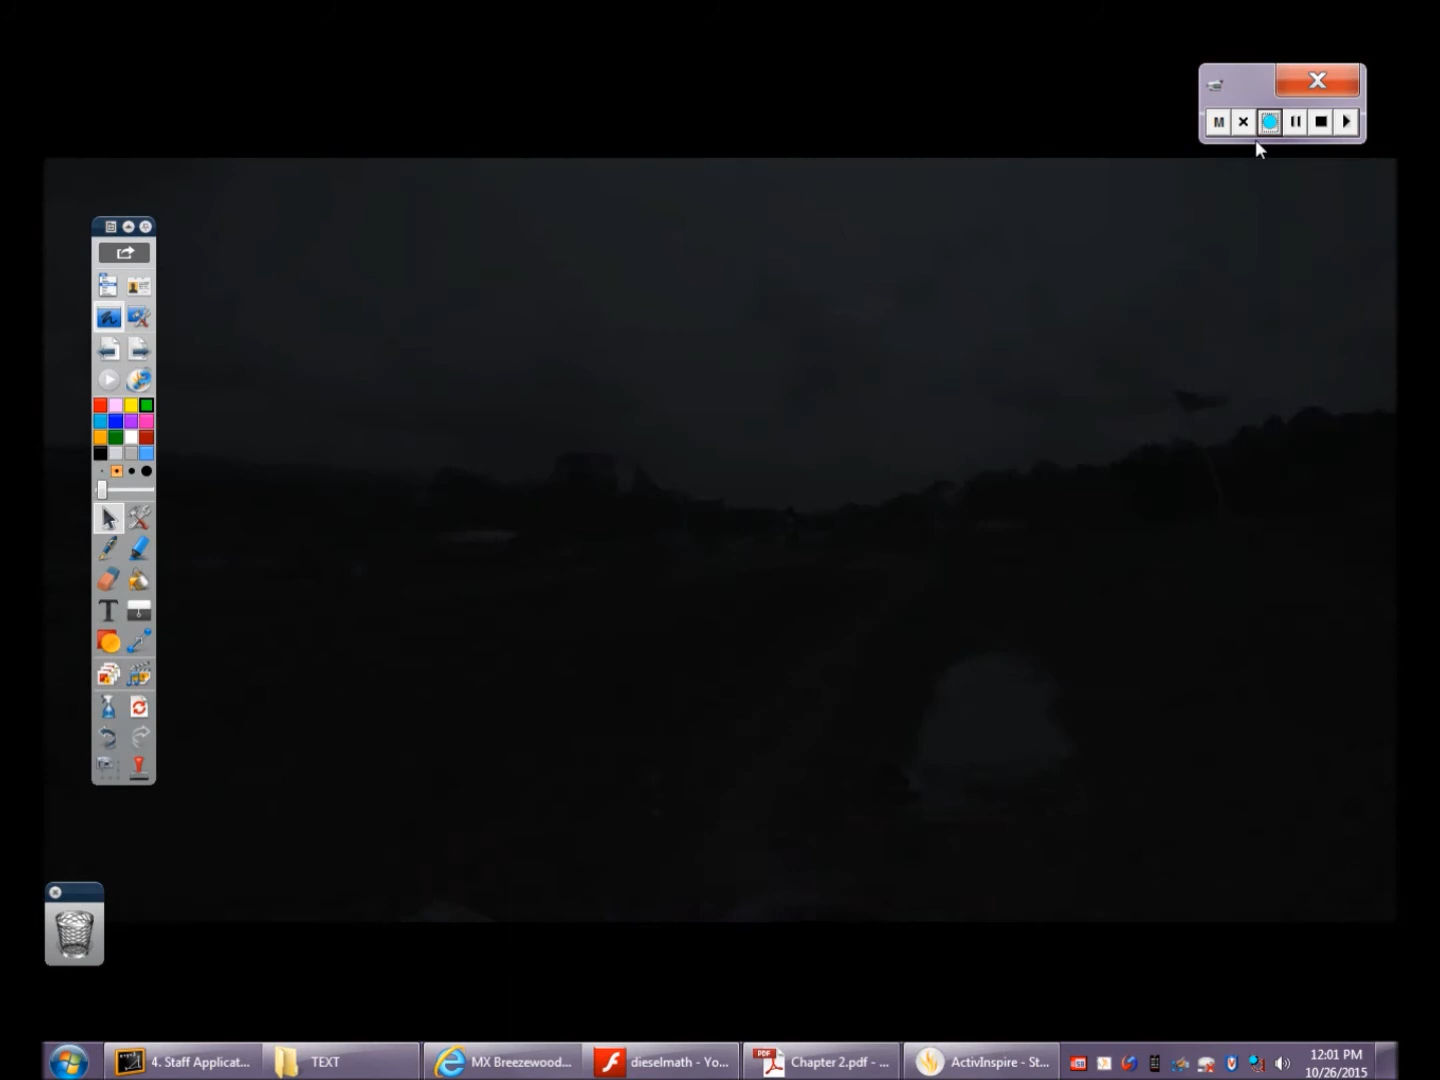 M
T
PDF
4. Staff Applicat...
TEXT
MX Breezewood...
dieselmath - Yo...
Chapter 2.pdf - ...
ActivInspire - St...
12:01 PM
10/26/2015